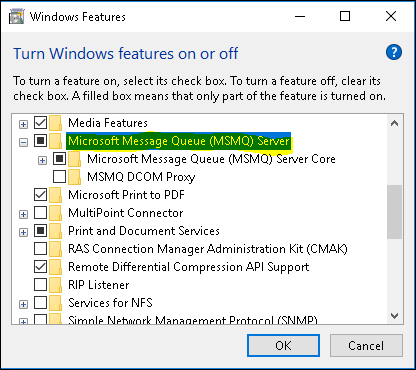 Windows Features
Turn Windows features on or off
To turn a feature on, select its check box. To turn a feature off, clear its
check box. A filled box means that only part of the feature is turned on.
Media Features
Microsoft Message Queue (MSMQ) Server
Microsoft Message Queue (MSMQ) Server Core
MSMQ DCOM Proxy
Microsoft Print to PDF
MultiPoint Connector
Print and Document Services
RAS Connection Manager Administration Kit (CMAK)
Remote Differential Compression API Support
RIP Listener
Services for NFS
Simple Network Management Protocol (SNMP)
OK
Cancel